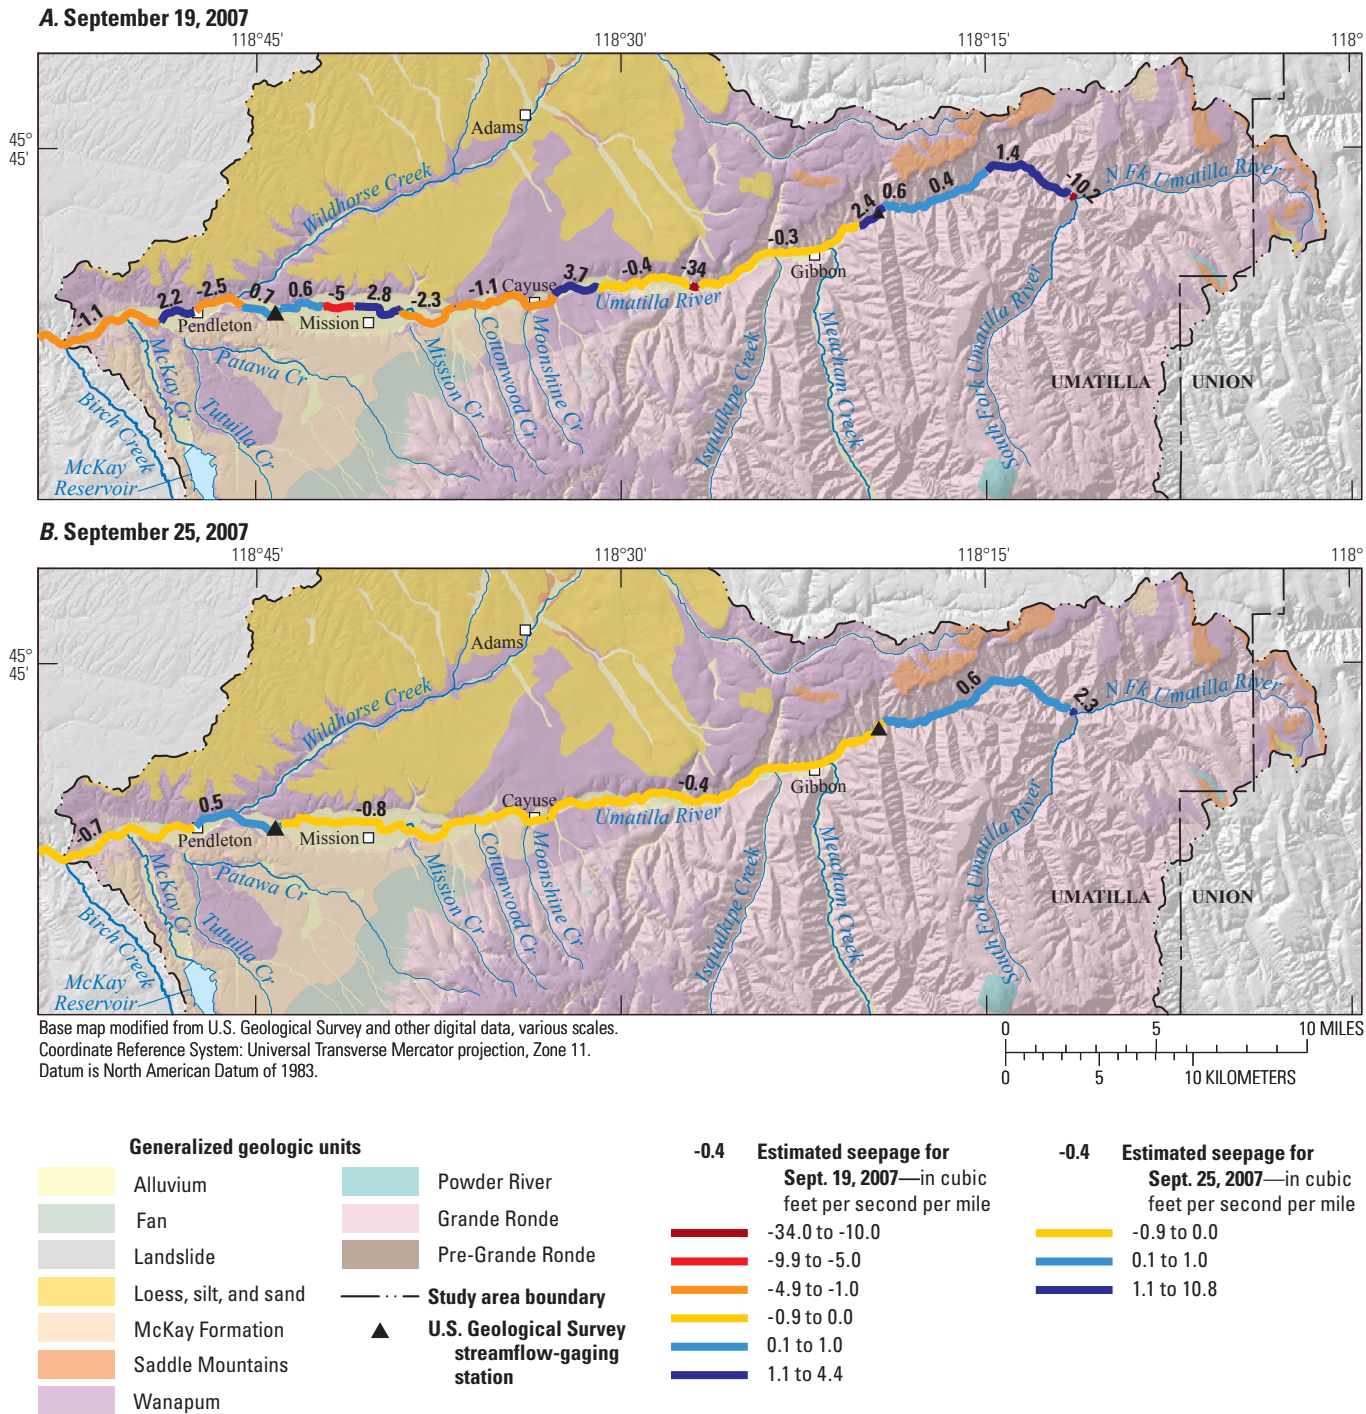 A. September 19, 2007
118°45' 118°30' 118°15' 118°
45°
45'
Adams
Wildhorse Creek
N Fk Umatilla River
1.4
-10.2
0.4
0.6
2.4
-0.3
Gibbon
-34
-0.4
3.7
Cayuse
-1.1
-2.3
2.8
-5
0.6
0.7
-2.5
2.2
-1.1
Umatilla River
Pendleton
Mission
Patawa Cr
McKay Cr
Tutuilla Cr
Birch Creek
McKay
Reservoir
Mission Cr
Cottonwood Cr
Moonshine Cr
Isquulktpe Creek
Meacham Creek
South Fork Umatilla River
UMATILLA
UNION
B. September 25, 2007
118°45' 118°30' 118°15' 118°
45°
45'
Adams
Wildhorse Creek
N Fk Umatilla River
0.6
2.3
Gibbon
-0.4
Cayuse
-0.8
0.5
-0.7
Umatilla River
Pendleton
Mission
Patawa Cr
McKay Cr
Tutuilla Cr
Birch Creek
McKay
Reservoir
Mission Cr
Cottonwood Cr
Moonshine Cr
Isquulktpe Creek
Meacham Creek
South Fork Umatilla River
UMATILLA
UNION
Base map modified from U.S. Geological Survey and other digital data, various scales.
Coordinate Reference System: Universal Transverse Mercator projection, Zone 11.
Datum is North American Datum of 1983.
0 5 10 MILES
0 5 10 KILOMETERS
Generalized geologic units
Alluvium
Fan
Landslide
Loess, silt, and sand
McKay Formation
Saddle Mountains
Wanapum
Powder River
Grande Ronde
Pre-Grande Ronde
Study area boundary
U.S. Geological Survey
streamflow-gaging
station
-0.4 Estimated seepage for
Sept. 19, 2007—in cubic
feet per second per mile
-34.0 to -10.0
-9.9 to -5.0
-4.9 to -1.0
-0.9 to 0.0
0.1 to 1.0
1.1 to 4.4
-0.4 Estimated seepage for
Sept. 25, 2007—in cubic
feet per second per mile
-0.9 to 0.0
0.1 to 1.0
1.1 to 10.8